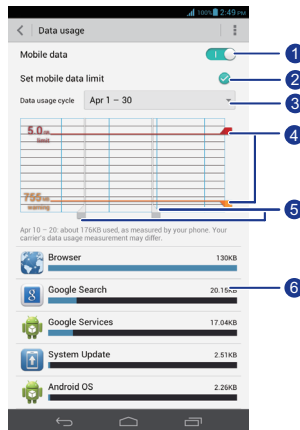 100% 2:49 PM
Data usage
Mobile data
1
Set mobile data limit
2
Data usage cycle
Apr 1 – 30
3
5.0
limit
4
755
warning
5
Apr 10 – 20: about 176KB used, as measured by your phone. Your
carrier's data usage measurement may differ.
Browser 130KB
8 Google Search 20.15KB
6
Google Services 17.04KB
System Update 2.51KB
Android OS 2.26KB